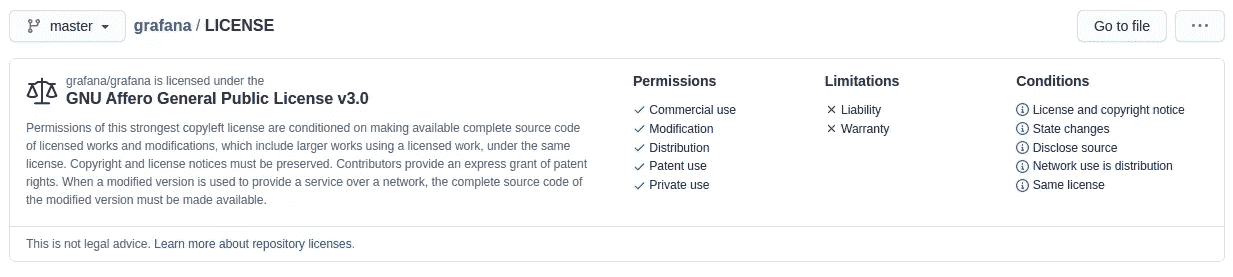 master grafana / LICENSE Go to file ...
grafana/grafana is licensed under the
GNU Affero General Public License v3.0
Permissions of this strongest copyleft license are conditioned on making available complete source code
of licensed works and modifications, which include larger works using a licensed work, under the same
license. Copyright and license notices must be preserved. Contributors provide an express grant of patent
rights. When a modified version is used to provide a service over a network, the complete source code of
the modified version must be made available.
Permissions
Commercial use
Modification
Distribution
Patent use
Private use
Limitations
Liability
Warranty
Conditions
License and copyright notice
State changes
Disclose source
Network use is distribution
Same license
This is not legal advice. Learn more about repository licenses.